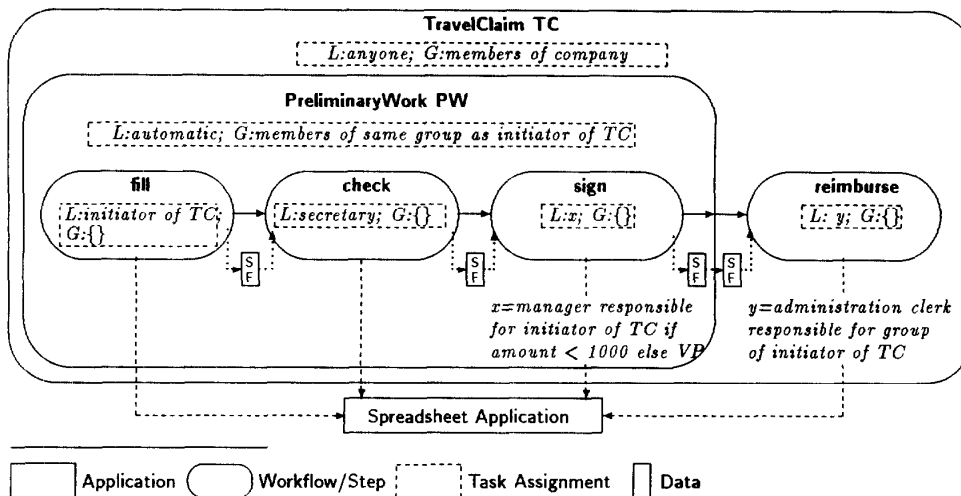 TravelClaim TC
L:anyone; G:members of company
PreliminaryWork PW
L:automatic; G:members of same group as initiator of TC
fill
check
sign
reimburse
L:initiator of TC;
G:{}
L:secretary; G:{}
L:x; G:{}
L: y; G:{}
S
F
S
F
S
F
S
F
x=manager responsible
for initiator of TC if
amount < 1000 else VP
y=administration clerk
responsible for group
of initiator of TC
Spreadsheet Application
Application
Workflow/Step
Task Assignment
Data